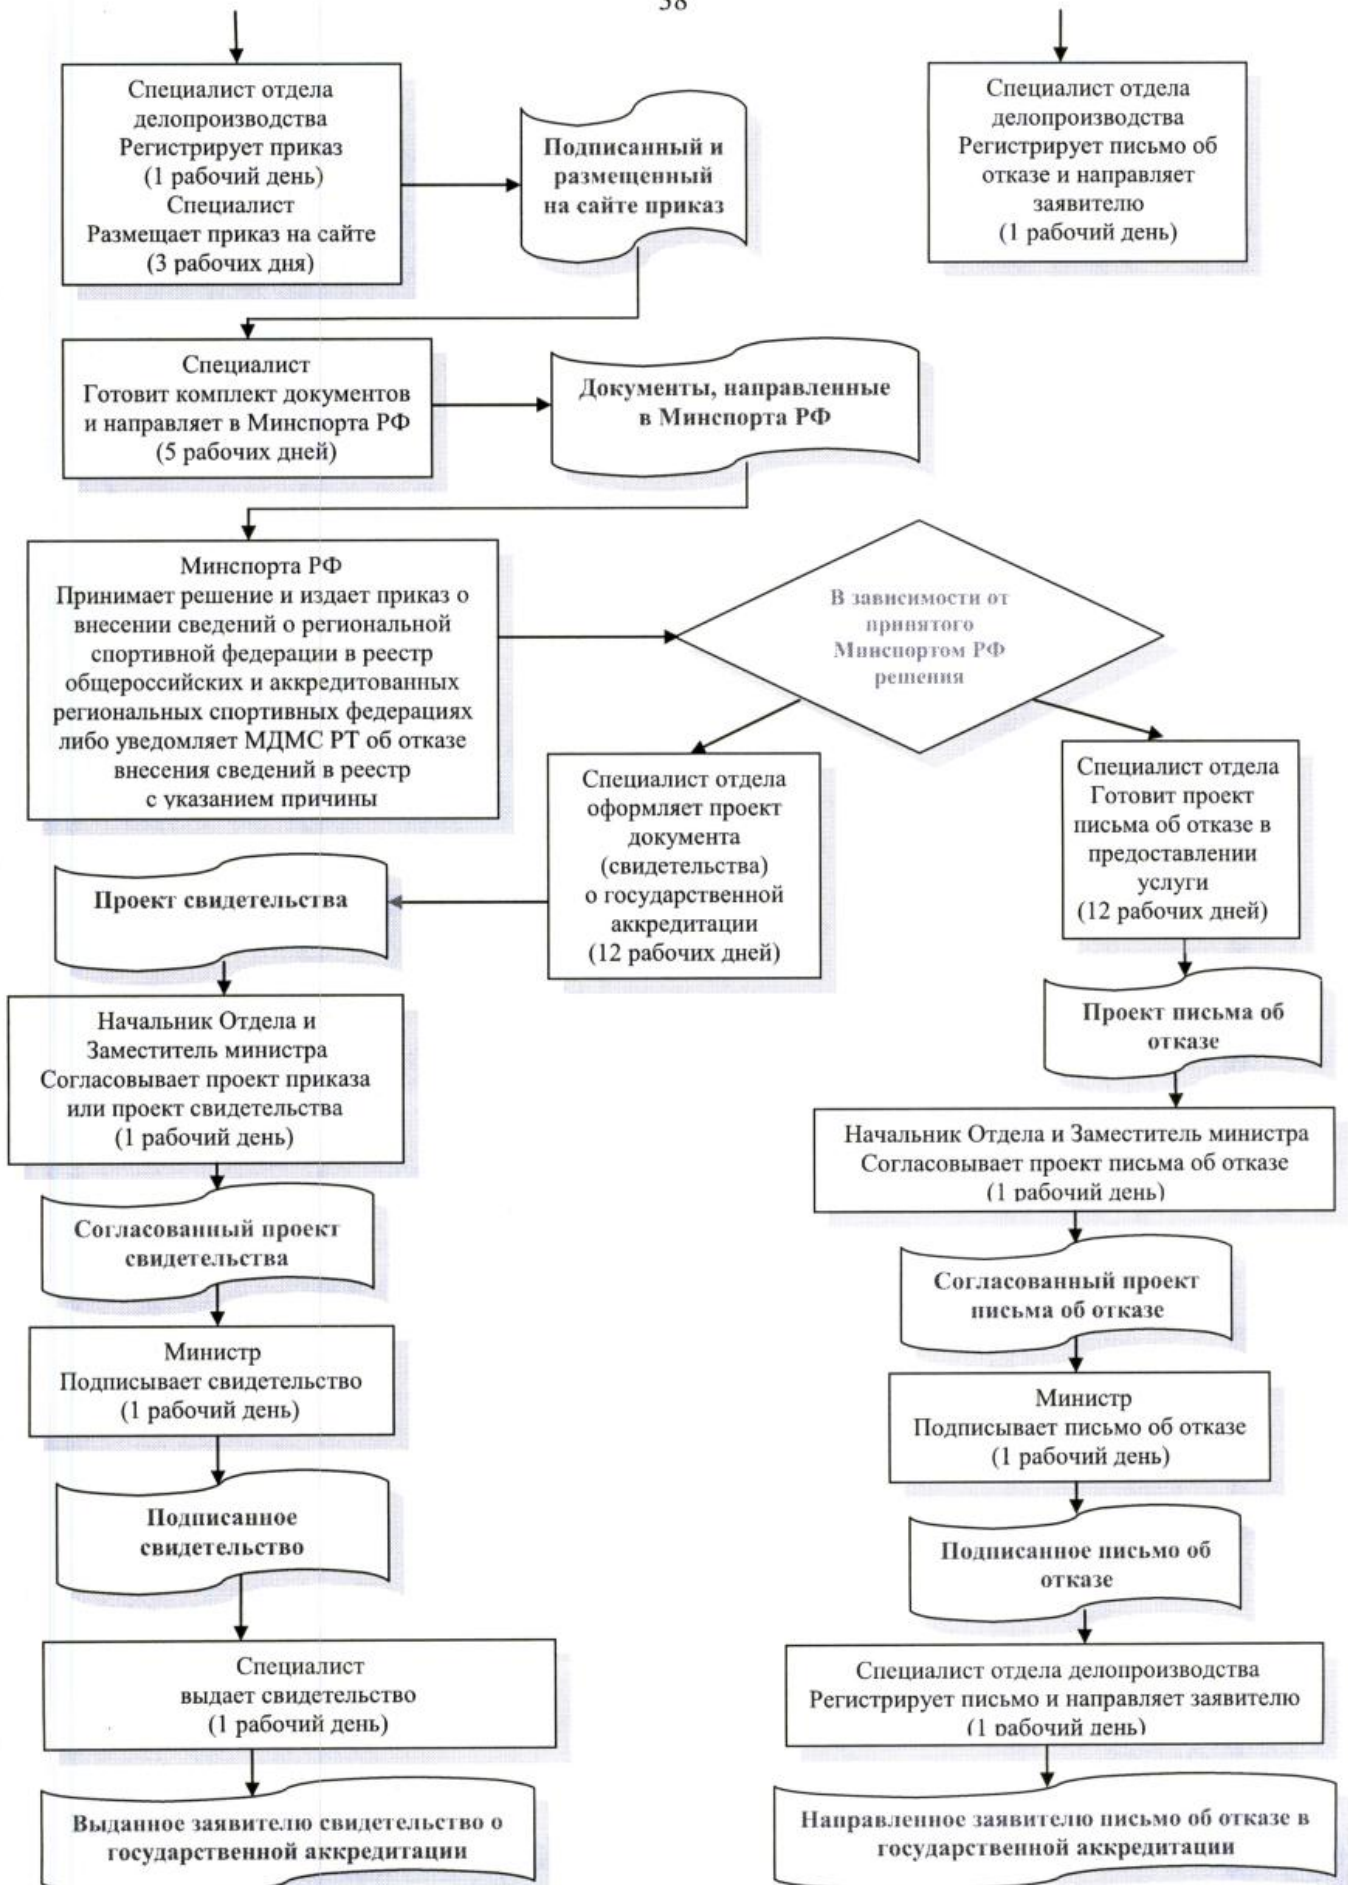 38
Специалист отдела
делопроизводства
Регистрирует приказ
(1 рабочий день)
Специалист
Размещает приказ на сайте
(3 рабочих дня)
Подписанный и
размещенный
на сайте приказ
Специалист отдела
делопроизводства
Регистрирует письмо об
отказе и направляет
заявителю
(1 рабочий день)
Специалист
Готовит комплект документов
и направляет в Минспорта РФ
(5 рабочих дней)
Документы, направленные
в Минспорта РФ
Минспорта РФ
Принимает решение и издает приказ о
внесении сведений о региональной
спортивной федерации в реестр
общероссийских и аккредитованных
региональных спортивных федерациях
либо уведомляет МДМС РТ об отказе
внесения сведений в реестр
с указанием причины
В зависимости от
принятого
Минспортом РФ
решения
Специалист отдела
оформляет проект
документа
(свидетельства)
о государственной
аккредитации
(12 рабочих дней)
Специалист отдела
Готовит проект
письма об отказе в
предоставлении
услуги
(12 рабочих дней)
Проект свидетельства
Проект письма об
отказе
Начальник Отдела и
Заместитель министра
Согласовывает проект приказа
или проект свидетельства
(1 рабочий день)
Начальник Отдела и Заместитель министра
Согласовывает проект письма об отказе
(1 рабочий день)
Согласованный проект
свидетельства
Согласованный проект
письма об отказе
Министр
Подписывает свидетельство
(1 рабочий день)
Министр
Подписывает письмо об отказе
(1 рабочий день)
Подписанное
свидетельство
Подписанное письмо об
отказе
Специалист
выдает свидетельство
(1 рабочий день)
Специалист отдела делопроизводства
Регистрирует письмо и направляет заявителю
(1 рабочий день)
Выданное заявителю свидетельство о
государственной аккредитации
Направленное заявителю письмо об отказе в
государственной аккредитации